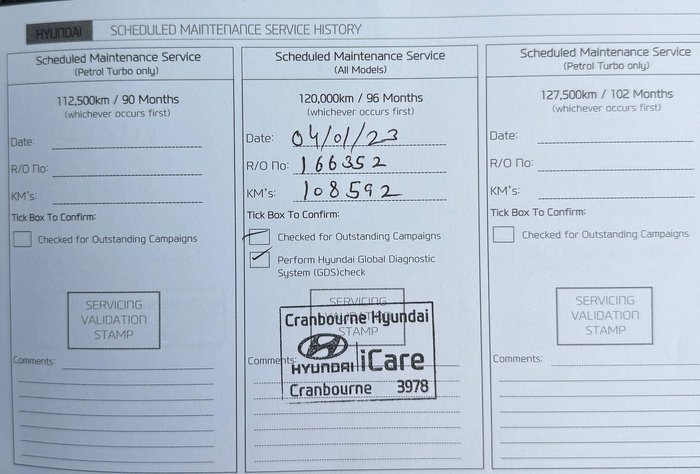 HYUNDAI SCHEDULED MAINTENANCE SERVICE HISTORY
Scheduled Maintenance Service
(Petrol Turbo only)
112,500km / 90 Months
(whichever occurs first)
Date:
R/O No:
KM's:
Tick Box To Confirm:
Checked for Outstanding Campaigns
SERVICING
VALIDATION
STAMP
Comments:
Scheduled Maintenance Service
(All Models)
120,000km / 96 Months
(whichever occurs first)
Date: 04/01/23
R/O No: 166352
KM's: 108592
Tick Box To Confirm:
Checked for Outstanding Campaigns
Perform Hyundai Global Diagnostic
System (GDS)check
SERVICING
Cranbourne Hyundai
STAMP
HYUNDAI iCare
Comments:
Cranbourne 3978
Scheduled Maintenance Service
(Petrol Turbo only)
127,500km / 102 Months
(whichever occurs first)
Date:
R/O No:
KM's:
Tick Box To Confirm:
Checked for Outstanding Campaigns
SERVICING
VALIDATION
STAMP
Comments: